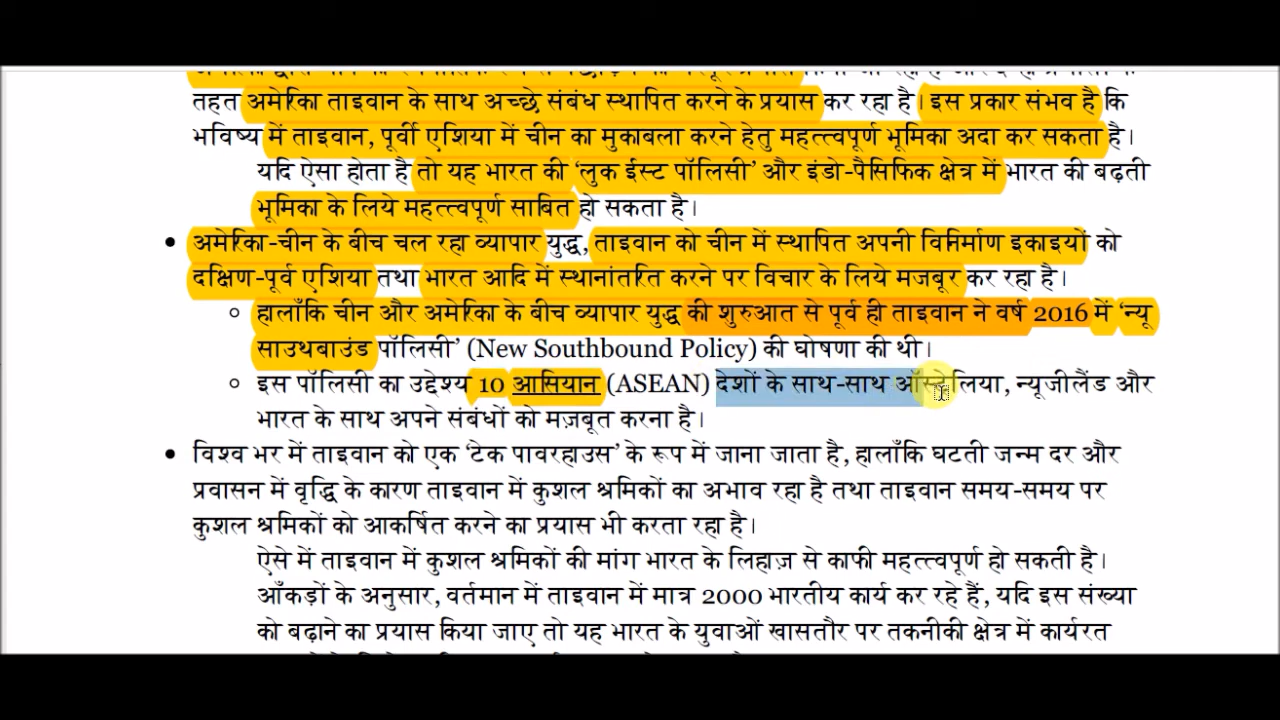 तहत अमेरिका ताइवान के साथ अच्छे संबंध स्थापित करने के प्रयास कर रहा है। इस प्रकार संभव है कि
भविष्य में ताइवान, पूर्वी एशिया में चीन का मुकाबला करने हेतु महत्त्वपूर्ण भूमिका अदा कर सकता है।
यदि ऐसा होता है तो यह भारत की ‘लुक ईस्ट पॉलिसी’ और इंडो-पैसिफिक क्षेत्र में भारत की बढ़ती
भूमिका के लिये महत्त्वपूर्ण साबित हो सकता है।
• अमेरिका-चीन के बीच चल रहा व्यापार युद्ध, ताइवान को चीन में स्थापित अपनी विनिर्माण इकाइयों को
दक्षिण-पूर्व एशिया तथा भारत आदि में स्थानांतरित करने पर विचार के लिये मजबूर कर रहा है।
○ हालाँकि चीन और अमेरिका के बीच व्यापार युद्ध की शुरुआत से पूर्व ही ताइवान ने वर्ष 2016 में ‘न्यू
साउथबाउंड पॉलिसी’ (New Southbound Policy) की घोषणा की थी।
○ इस पॉलिसी का उद्देश्य 10 आसियान (ASEAN) देशों के साथ-साथ ऑस्ट्रेलिया, न्यूजीलैंड और
भारत के साथ अपने संबंधों को मज़बूत करना है।
• विश्व भर में ताइवान को एक ‘टेक पावरहाउस’ के रूप में जाना जाता है, हालाँकि घटती जन्म दर और
प्रवासन में वृद्धि के कारण ताइवान में कुशल श्रमिकों का अभाव रहा है तथा ताइवान समय-समय पर
कुशल श्रमिकों को आकर्षित करने का प्रयास भी करता रहा है।
ऐसे में ताइवान में कुशल श्रमिकों की मांग भारत के लिहाज़ से काफी महत्त्वपूर्ण हो सकती है।
आँकड़ों के अनुसार, वर्तमान में ताइवान में मात्र 2000 भारतीय कार्य कर रहे हैं, यदि इस संख्या
को बढ़ाने का प्रयास किया जाए तो यह भारत के युवाओं खासतौर पर तकनीकी क्षेत्र में कार्यरत